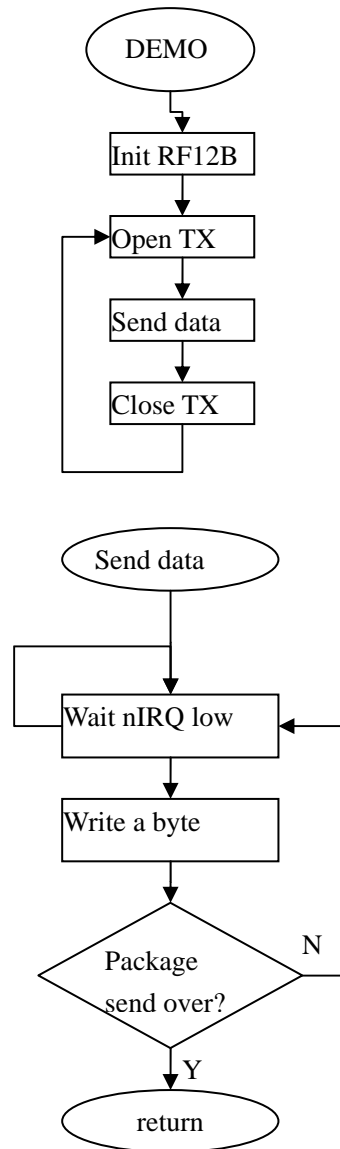 DEMO
Init RF12B
Open TX
Send data
Close TX
Send data
Wait nIRQ low
Write a byte
Package
send over?
N
Y
return